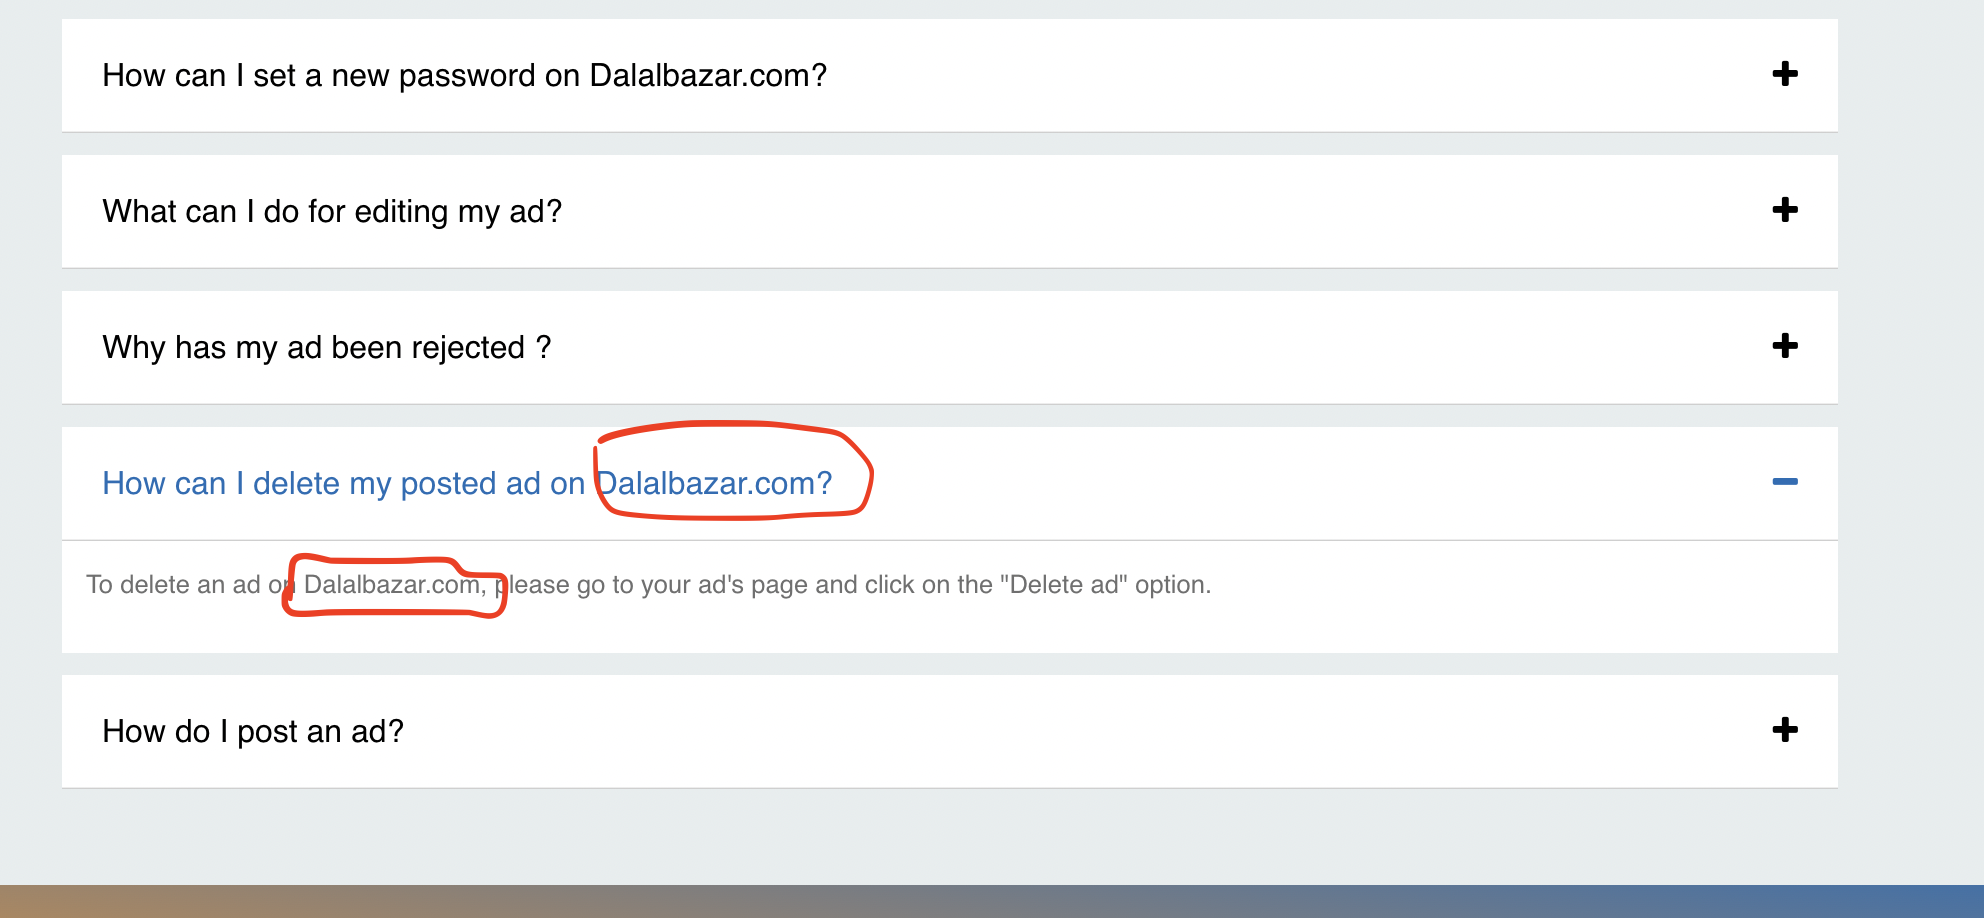 How can I set a new password on Dalalbazar.com?
What can I do for editing my ad?
Why has my ad been rejected ?
How can I delete my posted ad on Dalalbazar.com?
To delete an ad on Dalalbazar.com, please go to your ad's page and click on the "Delete ad" option.
How do I post an ad?